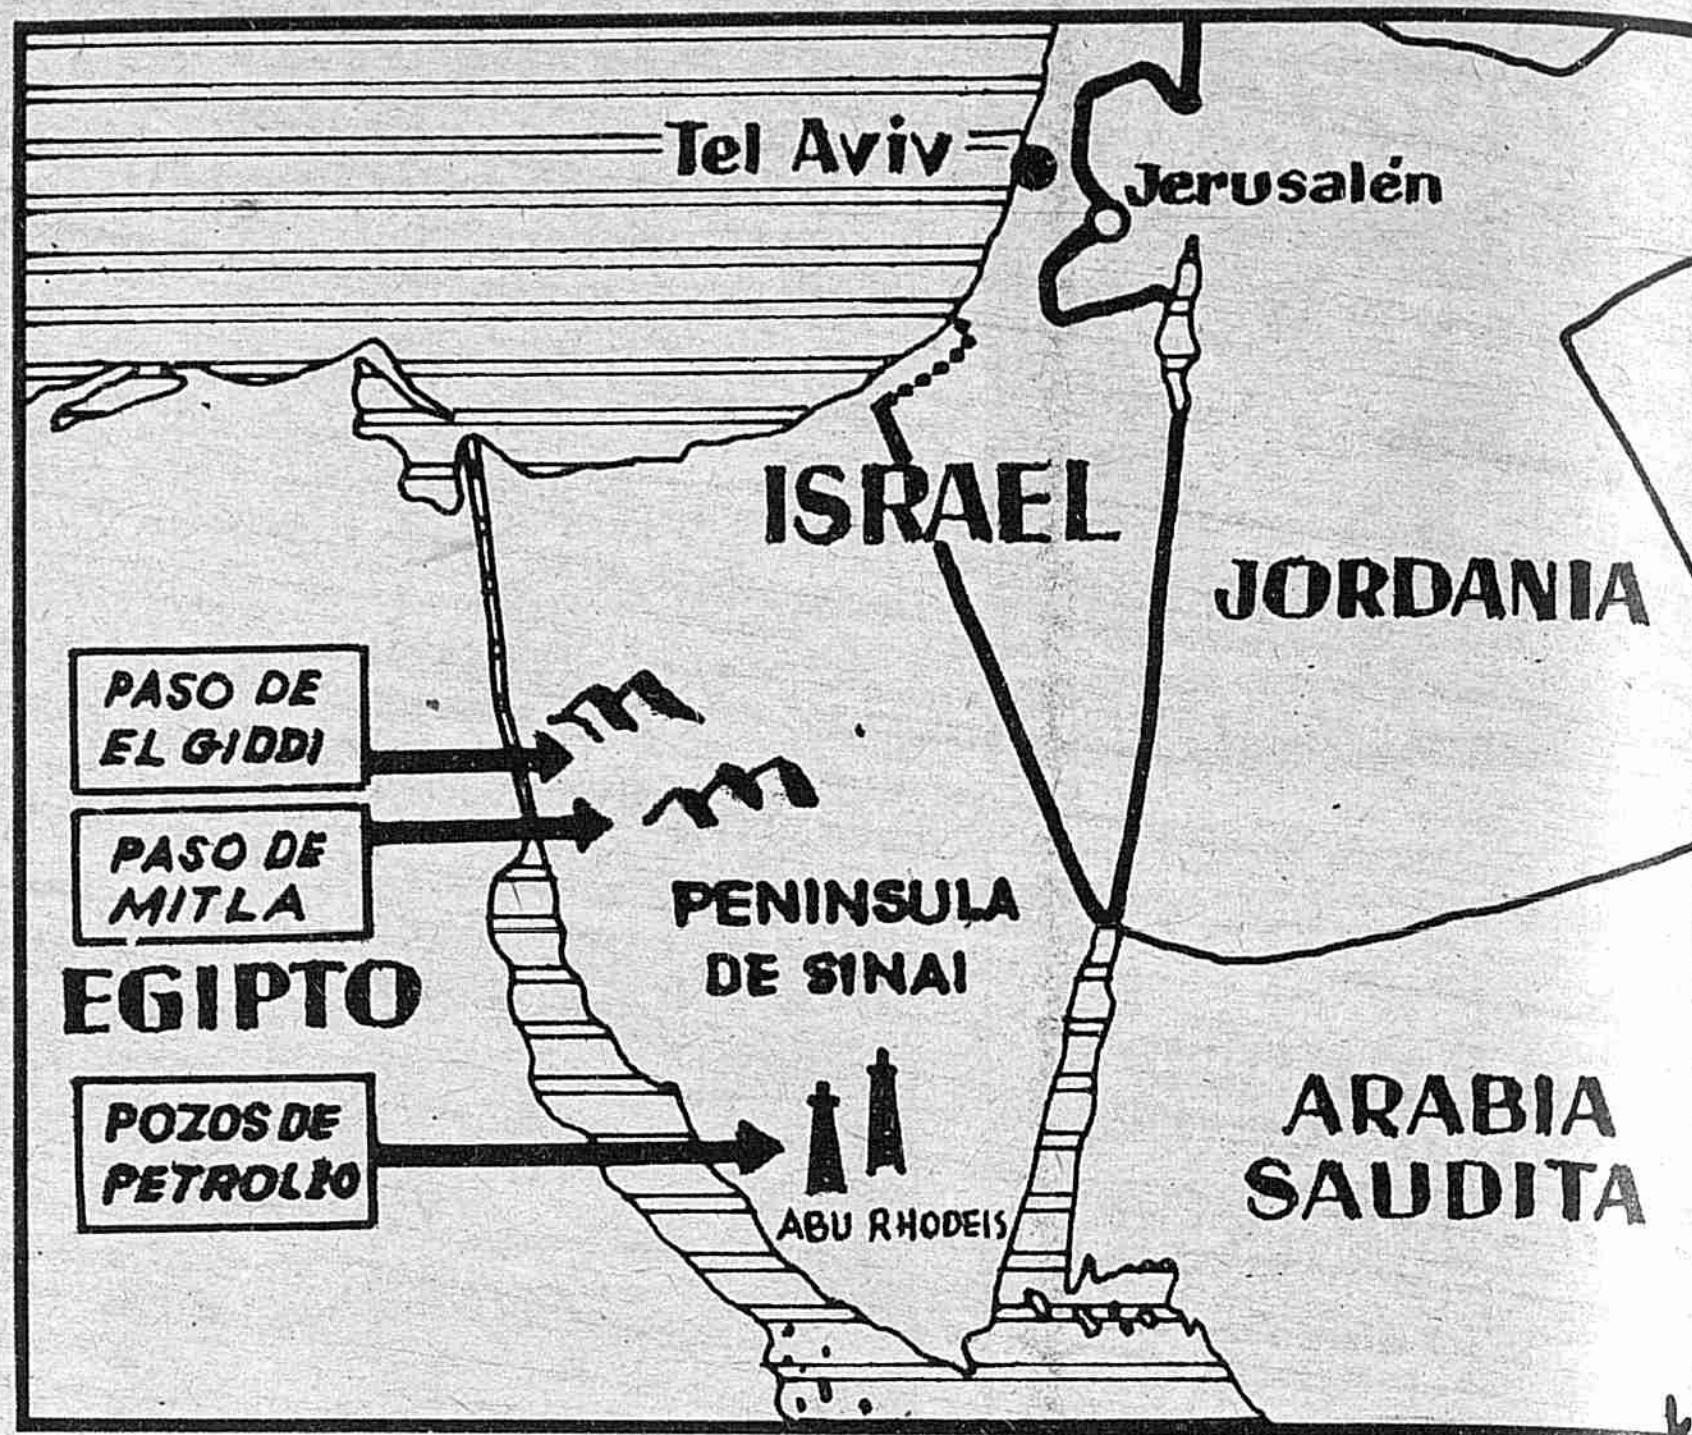 Tel Aviv
Jerusalén
ISRAEL
JORDANIA
PASO DE
EL GIDDI
PASO DE
MITLA
PENINSULA
DE SINAI
EGIPTO
POZOS DE
PETROLIO
ABU RHODEIS
ARABIA
SAUDITA